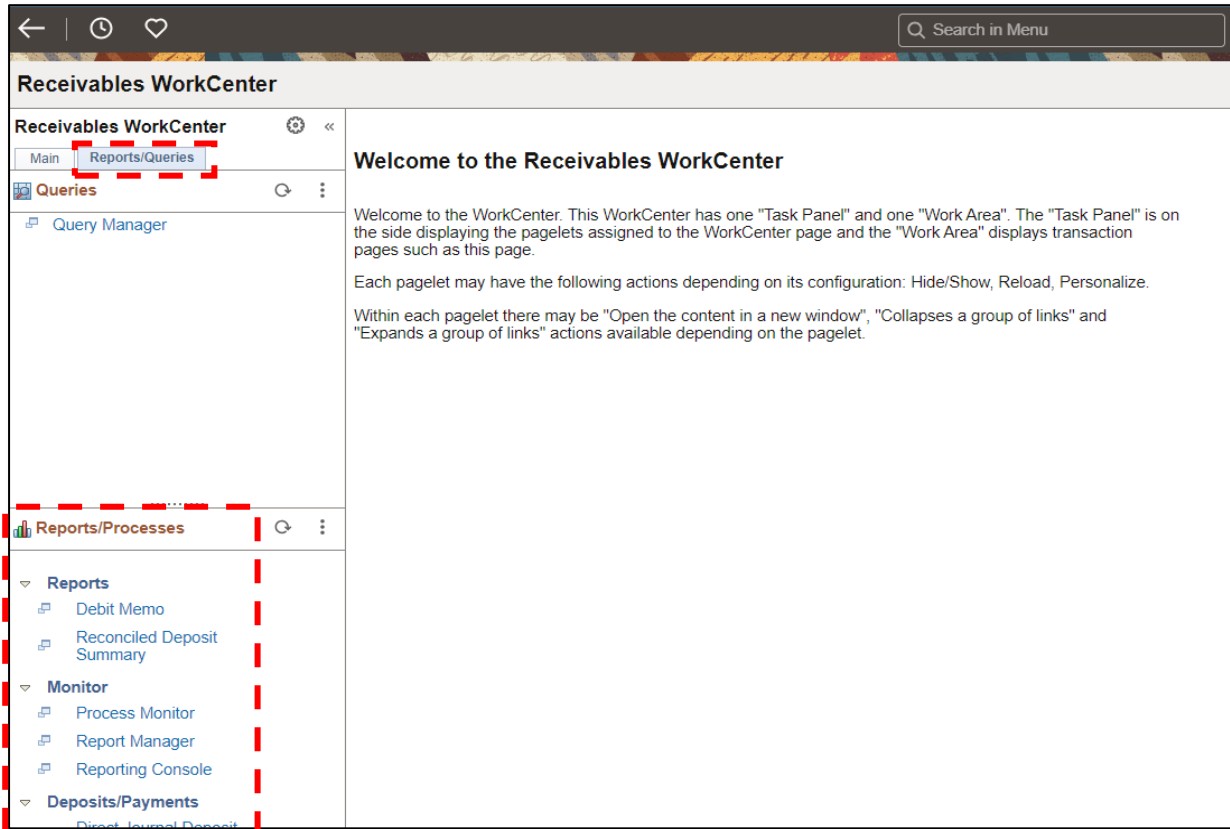 Search in Menu
Receivables WorkCenter
Receivables WorkCenter
Main
Reports/Queries
Queries
Query Manager
Welcome to the Receivables WorkCenter
Welcome to the WorkCenter. This WorkCenter has one "Task Panel" and one "Work Area". The "Task Panel" is on
the side displaying the pagelets assigned to the WorkCenter page and the "Work Area" displays transaction
pages such as this page.
Each pagelet may have the following actions depending on its configuration: Hide/Show, Reload, Personalize.
Within each pagelet there may be "Open the content in a new window", "Collapses a group of links" and
"Expands a group of links" actions available depending on the pagelet.
Reports/Processes
Reports
Debit Memo
Reconciled Deposit
Summary
Monitor
Process Monitor
Report Manager
Reporting Console
Deposits/Payments
Direct Journal Deposit